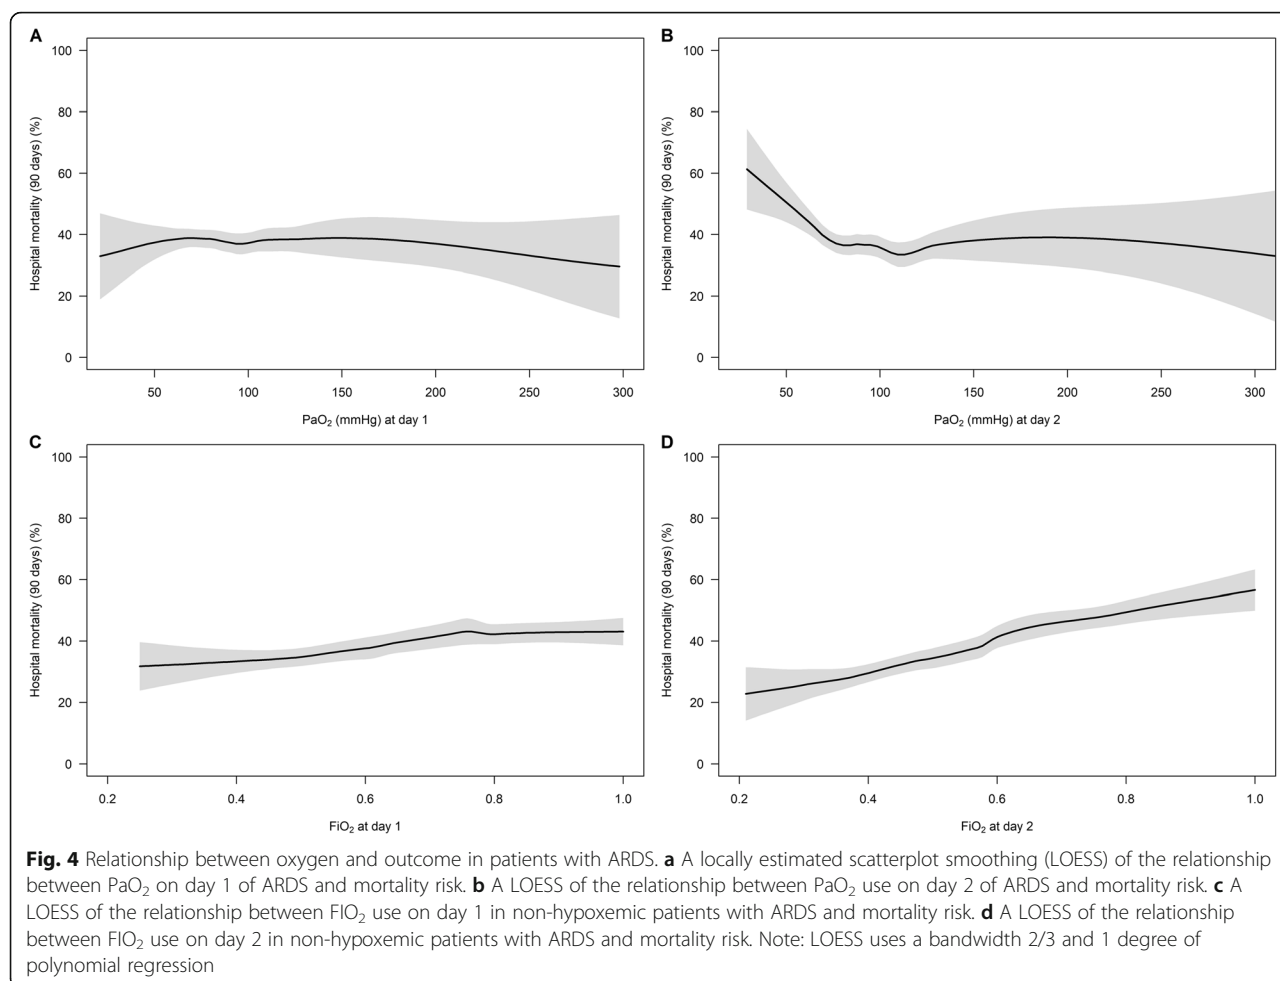 A
B
100
80
60
40
20
0
Hospital mortality (90 days) (%)
50
100
150
200
250
300
PaO₂ (mmHg) at day 1
100
80
60
40
20
0
Hospital mortality (90 days) (%)
50
100
150
200
250
300
PaO₂ (mmHg) at day 2
C
D
100
80
60
40
20
0
Hospital mortality (90 days) (%)
0.2
0.4
0.6
0.8
1.0
FiO₂ at day 1
100
80
60
40
20
0
Hospital mortality (90 days) (%)
0.2
0.4
0.6
0.8
1.0
FiO₂ at day 2
Fig. 4 Relationship between oxygen and outcome in patients with ARDS. a A locally estimated scatterplot smoothing (LOESS) of the relationship
between PaO₂ on day 1 of ARDS and mortality risk. b A LOESS of the relationship between PaO₂ use on day 2 of ARDS and mortality risk. c A
LOESS of the relationship between FIO₂ use on day 1 in non-hypoxemic patients with ARDS and mortality risk. d A LOESS of the relationship
between FIO₂ use on day 2 in non-hypoxemic patients with ARDS and mortality risk. Note: LOESS uses a bandwidth 2/3 and 1 degree of
polynomial regression